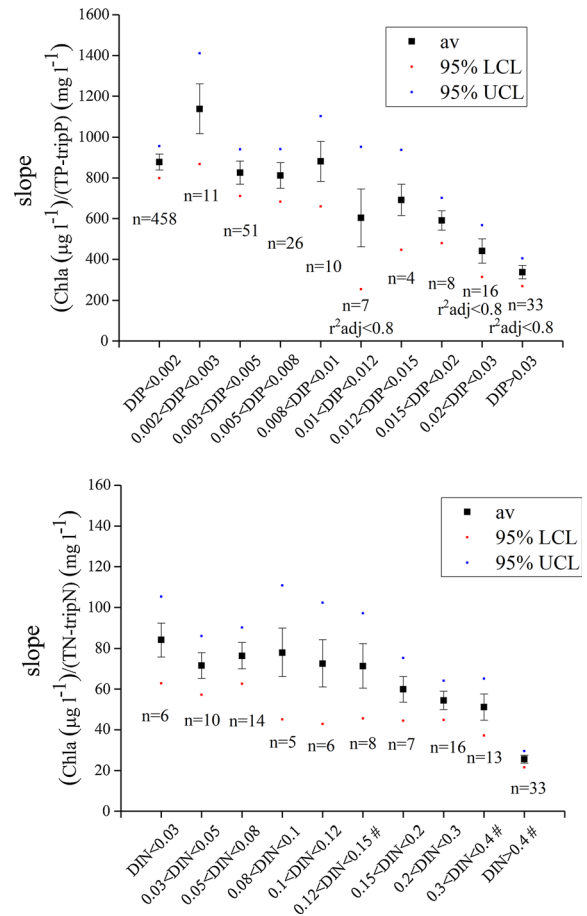 1600
1400
1200
1000
800
600
400
200
0
slope
(Chla (µg l⁻¹)/(TP-tripP) (mg l⁻¹)
av
95% LCL
95% UCL
n=458
n=11
n=51
n=26
n=10
n=7
r²adj<0.8
n=4
n=8
n=16
r²adj<0.8
n=33
r²adj<0.8
DIP<0.002
0.002<DIP<0.003
0.003<DIP<0.005
0.005<DIP<0.008
0.008<DIP<0.01
0.01<DIP<0.012
0.012<DIP<0.015
0.015<DIP<0.02
0.02<DIP<0.03
DIP>0.03
160
140
120
100
80
60
40
20
0
slope
(Chla (µg l⁻¹)/(TN-tripN) (mg l⁻¹)
av
95% LCL
95% UCL
n=6
n=10
n=14
n=5
n=6
n=8
n=7
n=16
n=13
n=33
DIN<0.03
0.03<DIN<0.05
0.05<DIN<0.08
0.08<DIN<0.1
0.1<DIN<0.12
0.12<DIN<0.15 #
0.15<DIN<0.2
0.2<DIN<0.3
0.3<DIN<0.4 #
DIN>0.4 #